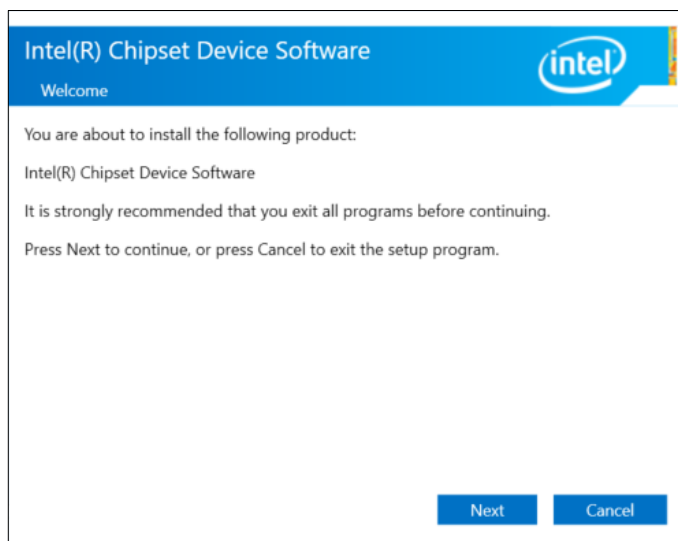 Intel(R) Chipset Device Software
intel
Welcome
You are about to install the following product:
Intel(R) Chipset Device Software
It is strongly recommended that you exit all programs before continuing.
Press Next to continue, or press Cancel to exit the setup program.
Next
Cancel